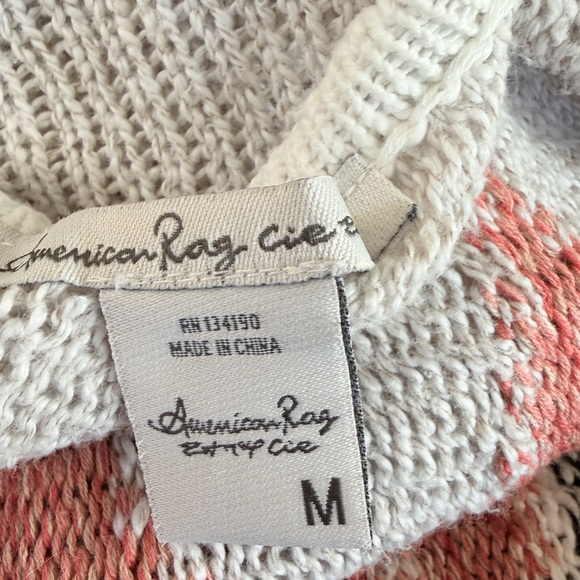 American Rag Cie
RN 134190
MADE IN CHINA
American Rag
Cie
M